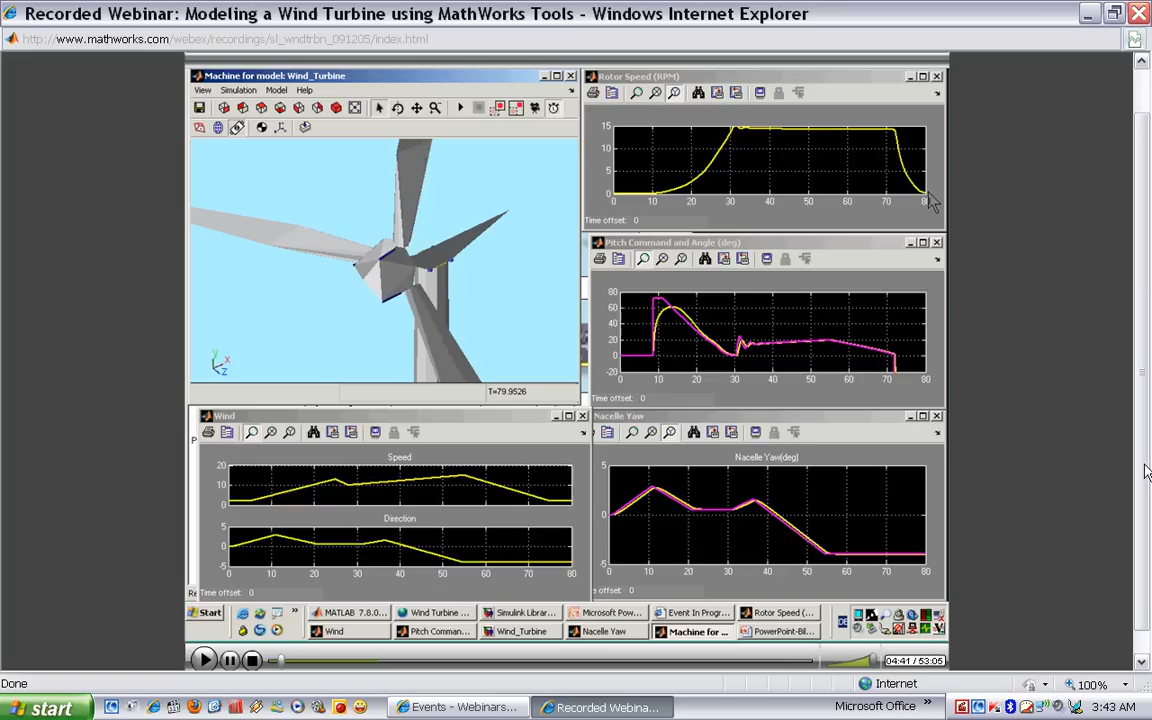 Recorded Webinar: Modeling a Wind Turbine using MathWorks Tools - Windows Internet Explorer
http://www.mathworks.com/webex/recordings/sl_wndtrbn_091205/index.html
Machine for model: Wind_Turbine
View Simulation Model Help
y
x
z
T=79.9526
Rotor Speed (RPM)
15
10
5
0
0 10 20 30 40 50 60 70 80
Time offset: 0
Pitch Command and Angle (deg)
80
60
40
20
0
-20
0 10 20 30 40 50 60 70 80
Time offset: 0
Wind
Speed
20
10
0
Direction
5
0
-5
0 10 20 30 40 50 60 70 80
Time offset: 0
Nacelle Yaw
Nacelle Yaw(deg)
5
0
-5
0 10 20 30 40 50 60 70 80
e offset: 0
Start MATLAB 7.8.0... Wind Turbine ... Simulink Librar... Microsoft Pow... Event In Progr... Rotor Speed (...
Wind Pitch Comman... Wind_Turbine Nacelle Yaw Machine for ... PowerPoint-Bil...
DE
04:41 / 53:05
Done Internet 100%
start Events - Webinars... Recorded Webina... Microsoft Office 3:43 AM